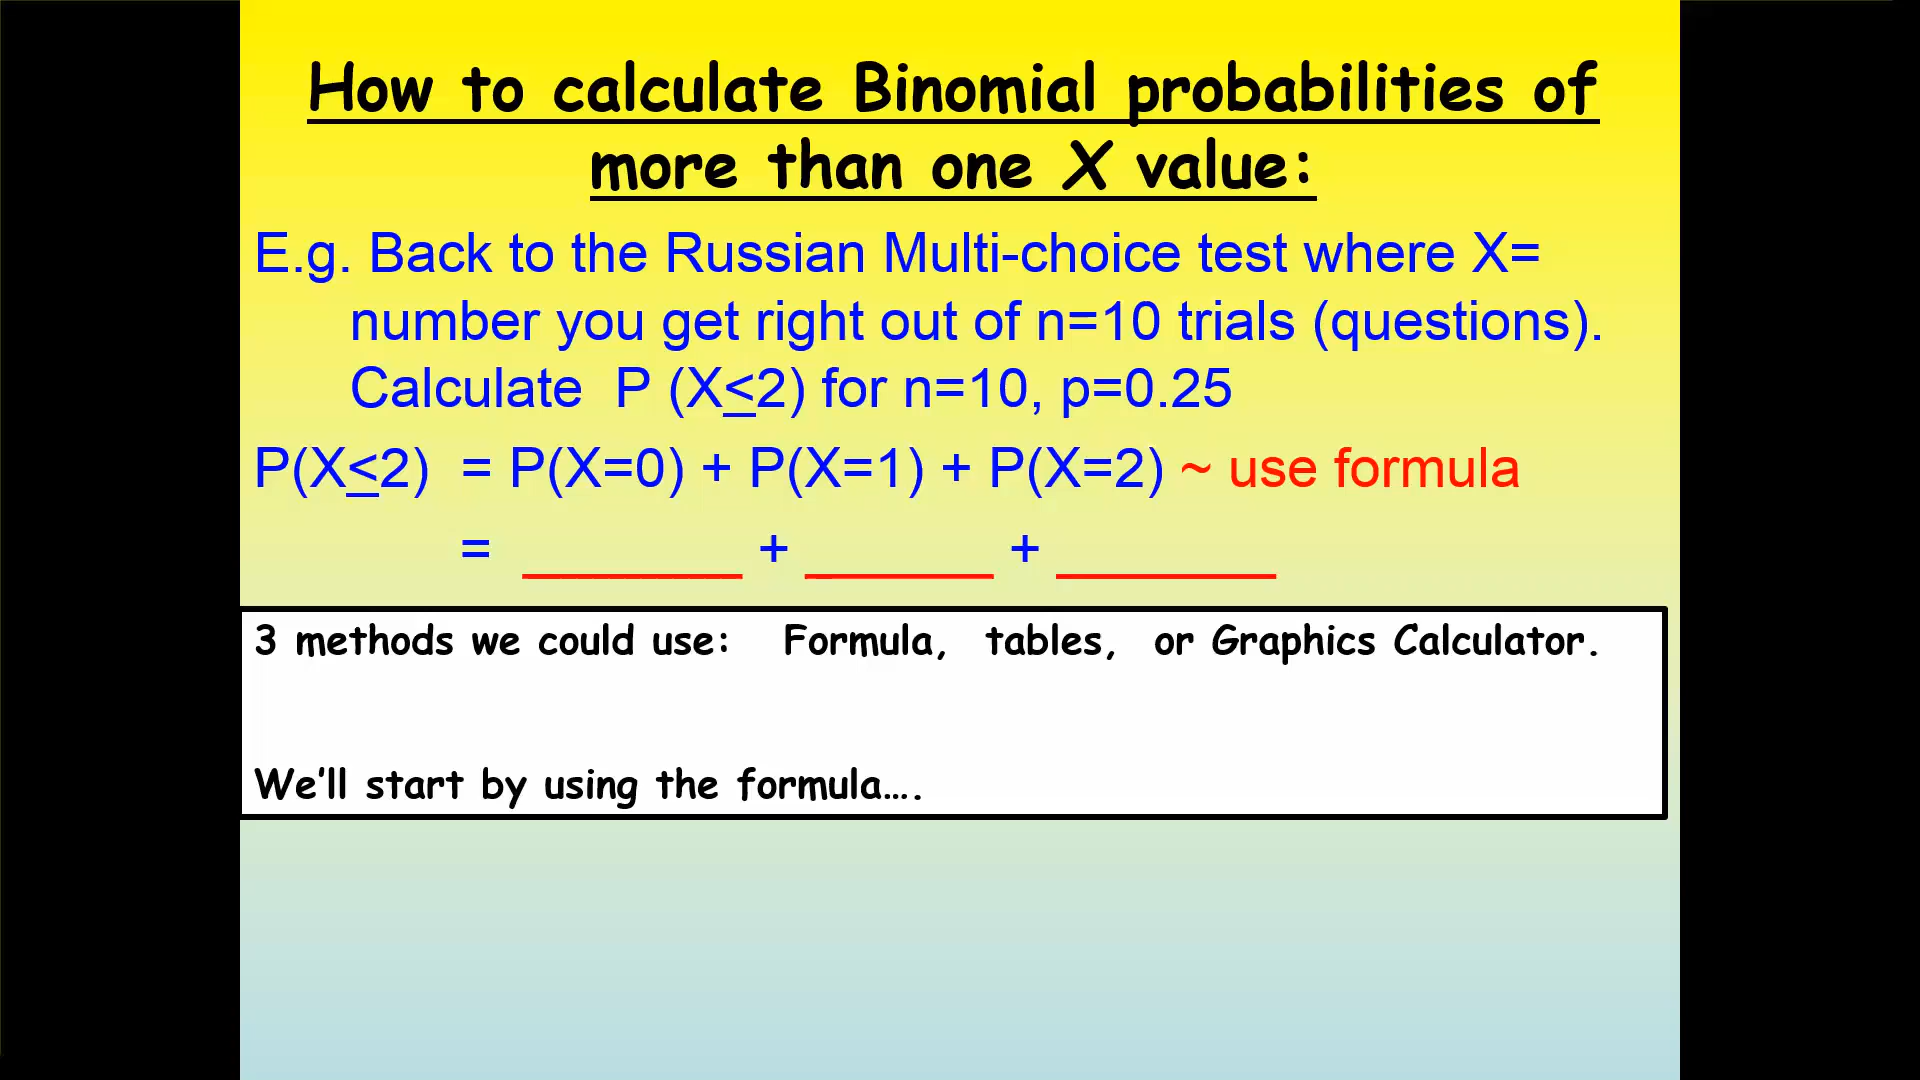 How to calculate Binomial probabilities of
more than one X value:
E.g. Back to the Russian Multi-choice test where X=
number you get right out of n=10 trials (questions).
Calculate P (X<2) for n=10, p=0.25
P(X<2) = P(X=0) + P(X=1) + P(X=2) ~ use formula
= _______ + ______ + _______
3 methods we could use: Formula, tables, or Graphics Calculator.
We'll start by using the formula….